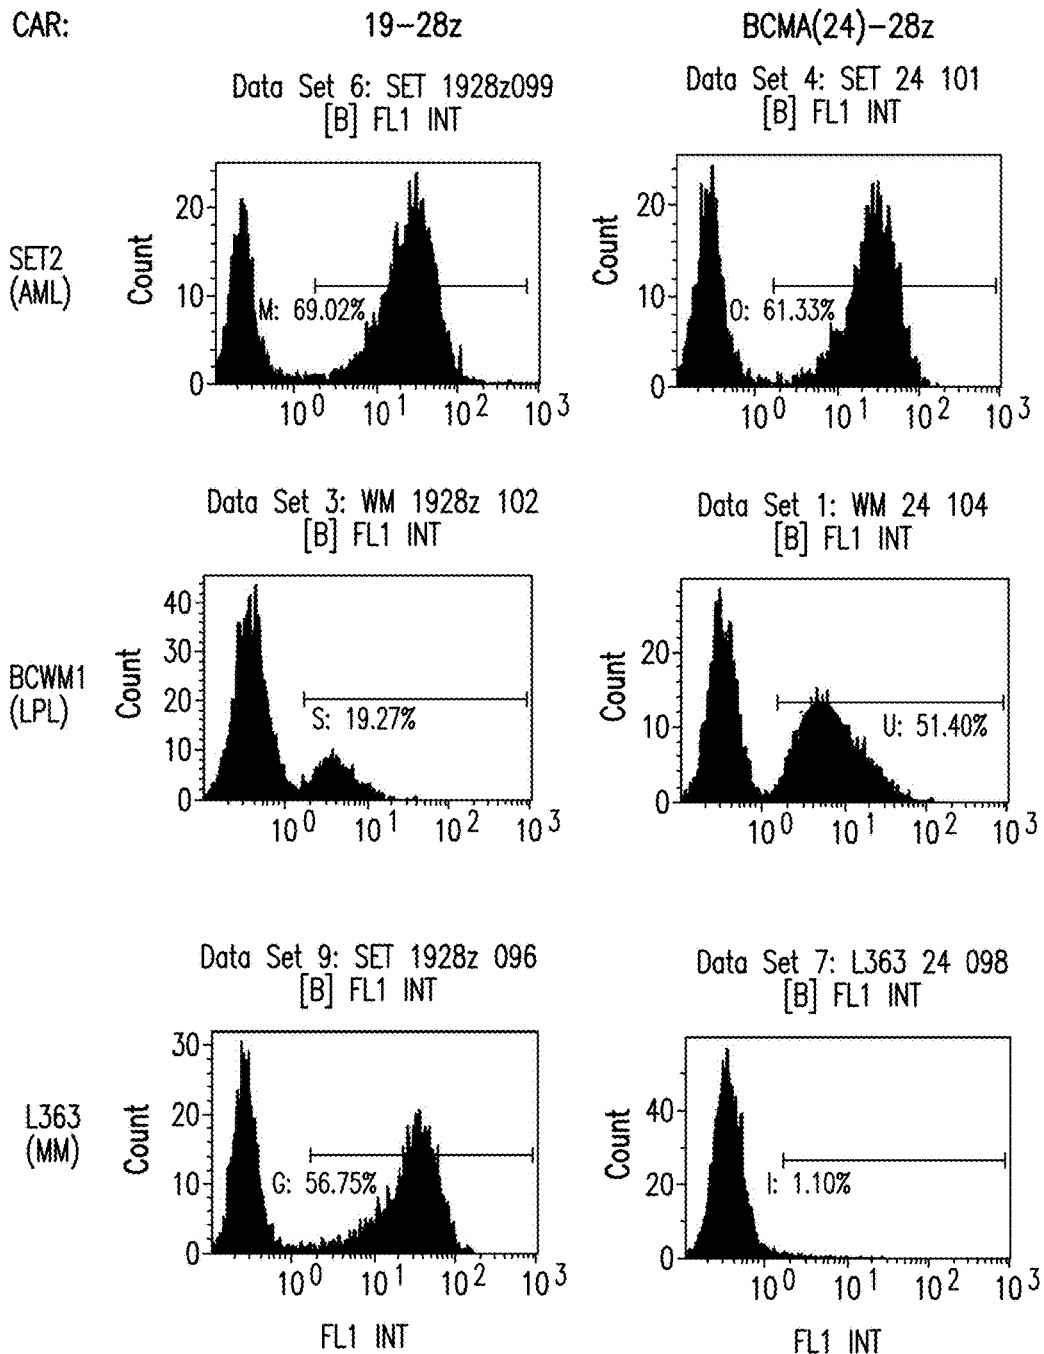 CAR: 19-28z BCMA(24)-28z
Data Set 6: SET 1928z099
[B] FL1 INT
Data Set 4: SET 24 101
[B] FL1 INT
SET2
(AML)
Count
20
10
0
M: 69.02%
10^0 10^1 10^2 10^3
Count
20
10
0
O: 61.33%
10^0 10^1 10^2 10^3
Data Set 3: WM 1928z 102
[B] FL1 INT
Data Set 1: WM 24 104
[B] FL1 INT
BCWM1
(LPL)
Count
40
30
20
10
0
S: 19.27%
10^0 10^1 10^2 10^3
Count
20
10
0
U: 51.40%
10^0 10^1 10^2 10^3
Data Set 9: SET 1928z 096
[B] FL1 INT
Data Set 7: L363 24 098
[B] FL1 INT
L363
(MM)
Count
30
20
10
0
G: 56.75%
10^0 10^1 10^2 10^3
FL1 INT
Count
40
20
0
I: 1.10%
10^0 10^1 10^2 10^3
FL1 INT